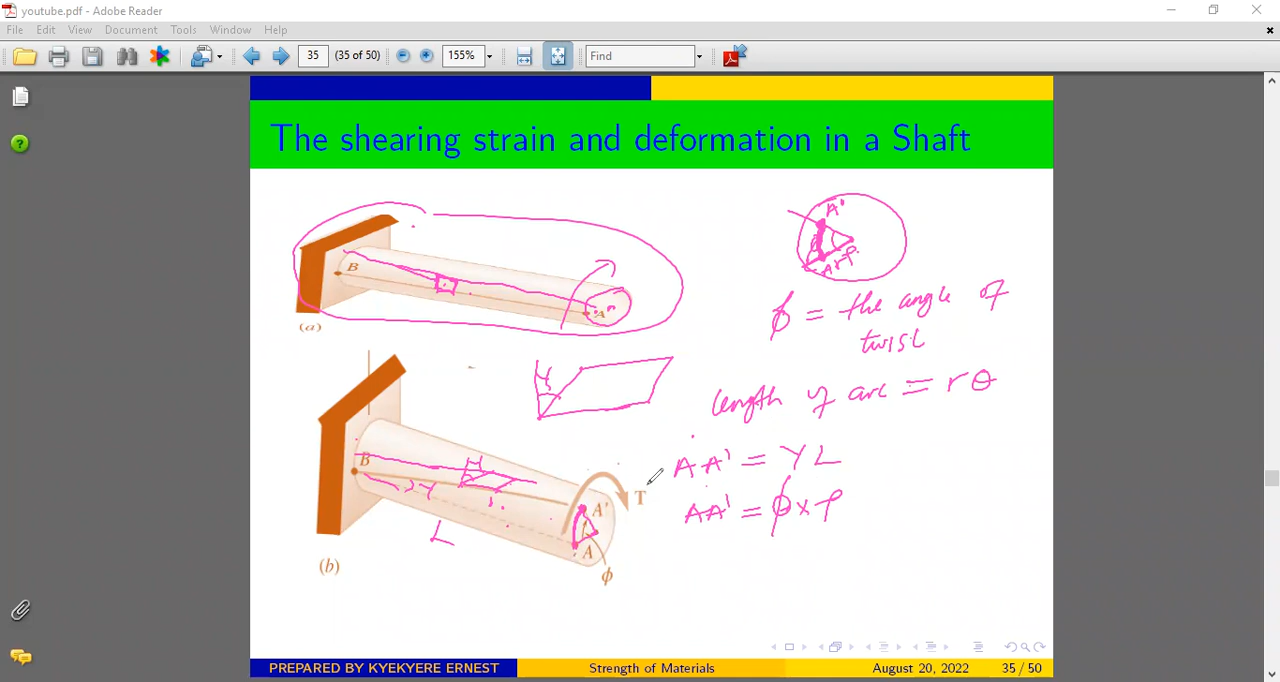 youtube.pdf - Adobe Reader
File Edit View Document Tools Window Help
35 (35 of 50) 155% Find
The shearing strain and deformation in a Shaft
B
A
(a)
A'
A
ρ
ϕ = the angle of
twist
length of arc = r θ
AA' = γ L
AA' = ϕ x ρ
B
γ
L
A'
A
T
ϕ
(b)
PREPARED BY KYEKYERE ERNEST Strength of Materials August 20, 2022 35 / 50